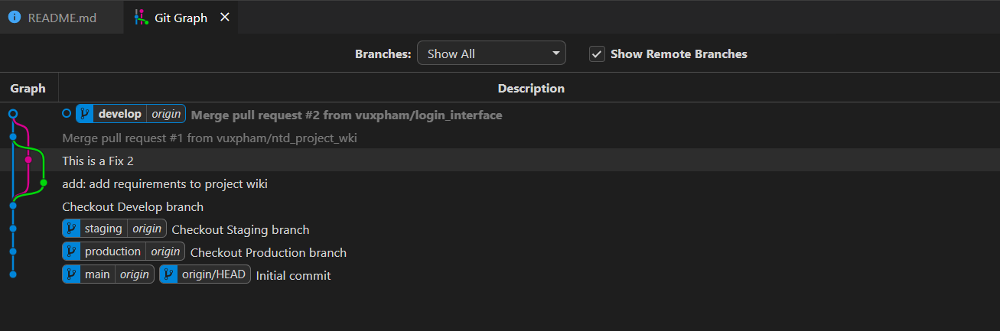 README.md Git Graph
Branches: Show All Show Remote Branches
Graph Description
develop origin Merge pull request #2 from vuxpham/login_interface
Merge pull request #1 from vuxpham/ntd_project_wki
This is a Fix 2
add: add requirements to project wiki
Checkout Develop branch
staging origin Checkout Staging branch
production origin Checkout Production branch
main origin origin/HEAD Initial commit